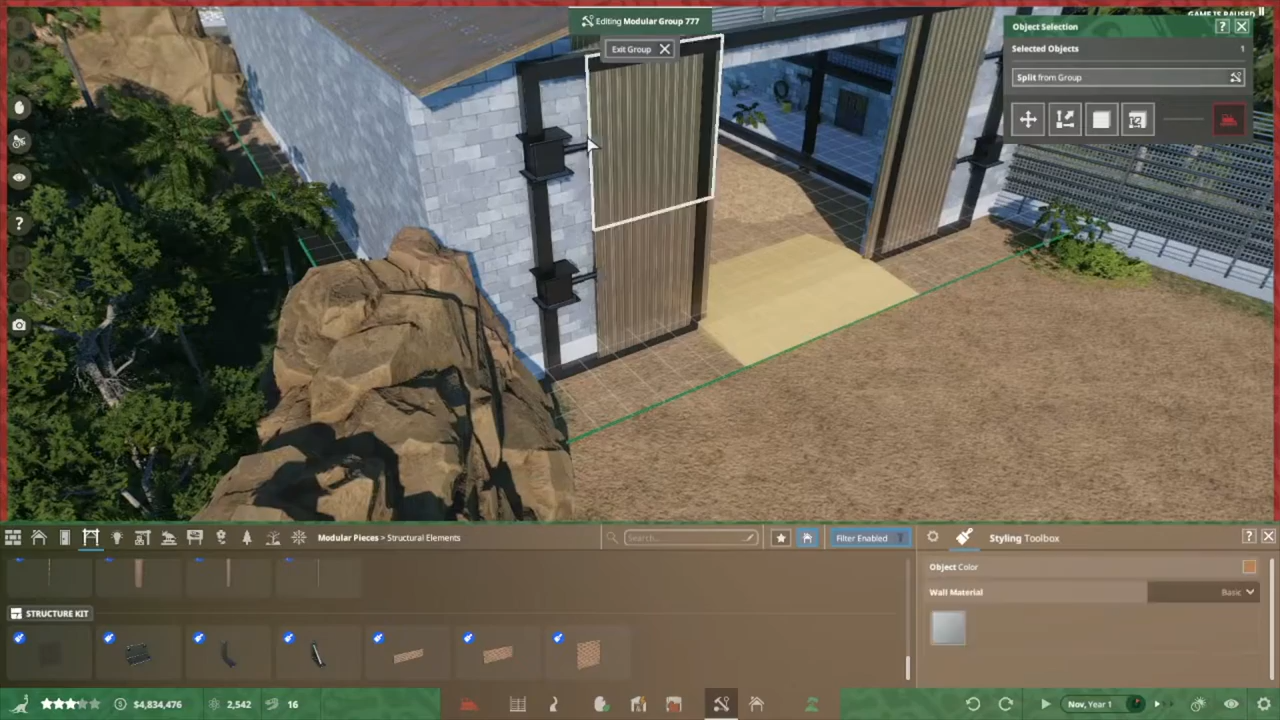 Editing Modular Group 777
Exit Group
GAME IS PAUSED
Object Selection
?
Selected Objects 1
Split from Group
?
Modular Pieces > Structural Elements
Search...
Filter Enabled
Styling Toolbox
?
Object Color
Wall Material Basic
STRUCTURE KIT
$4,834,476
2,542
16
Nov, Year 1